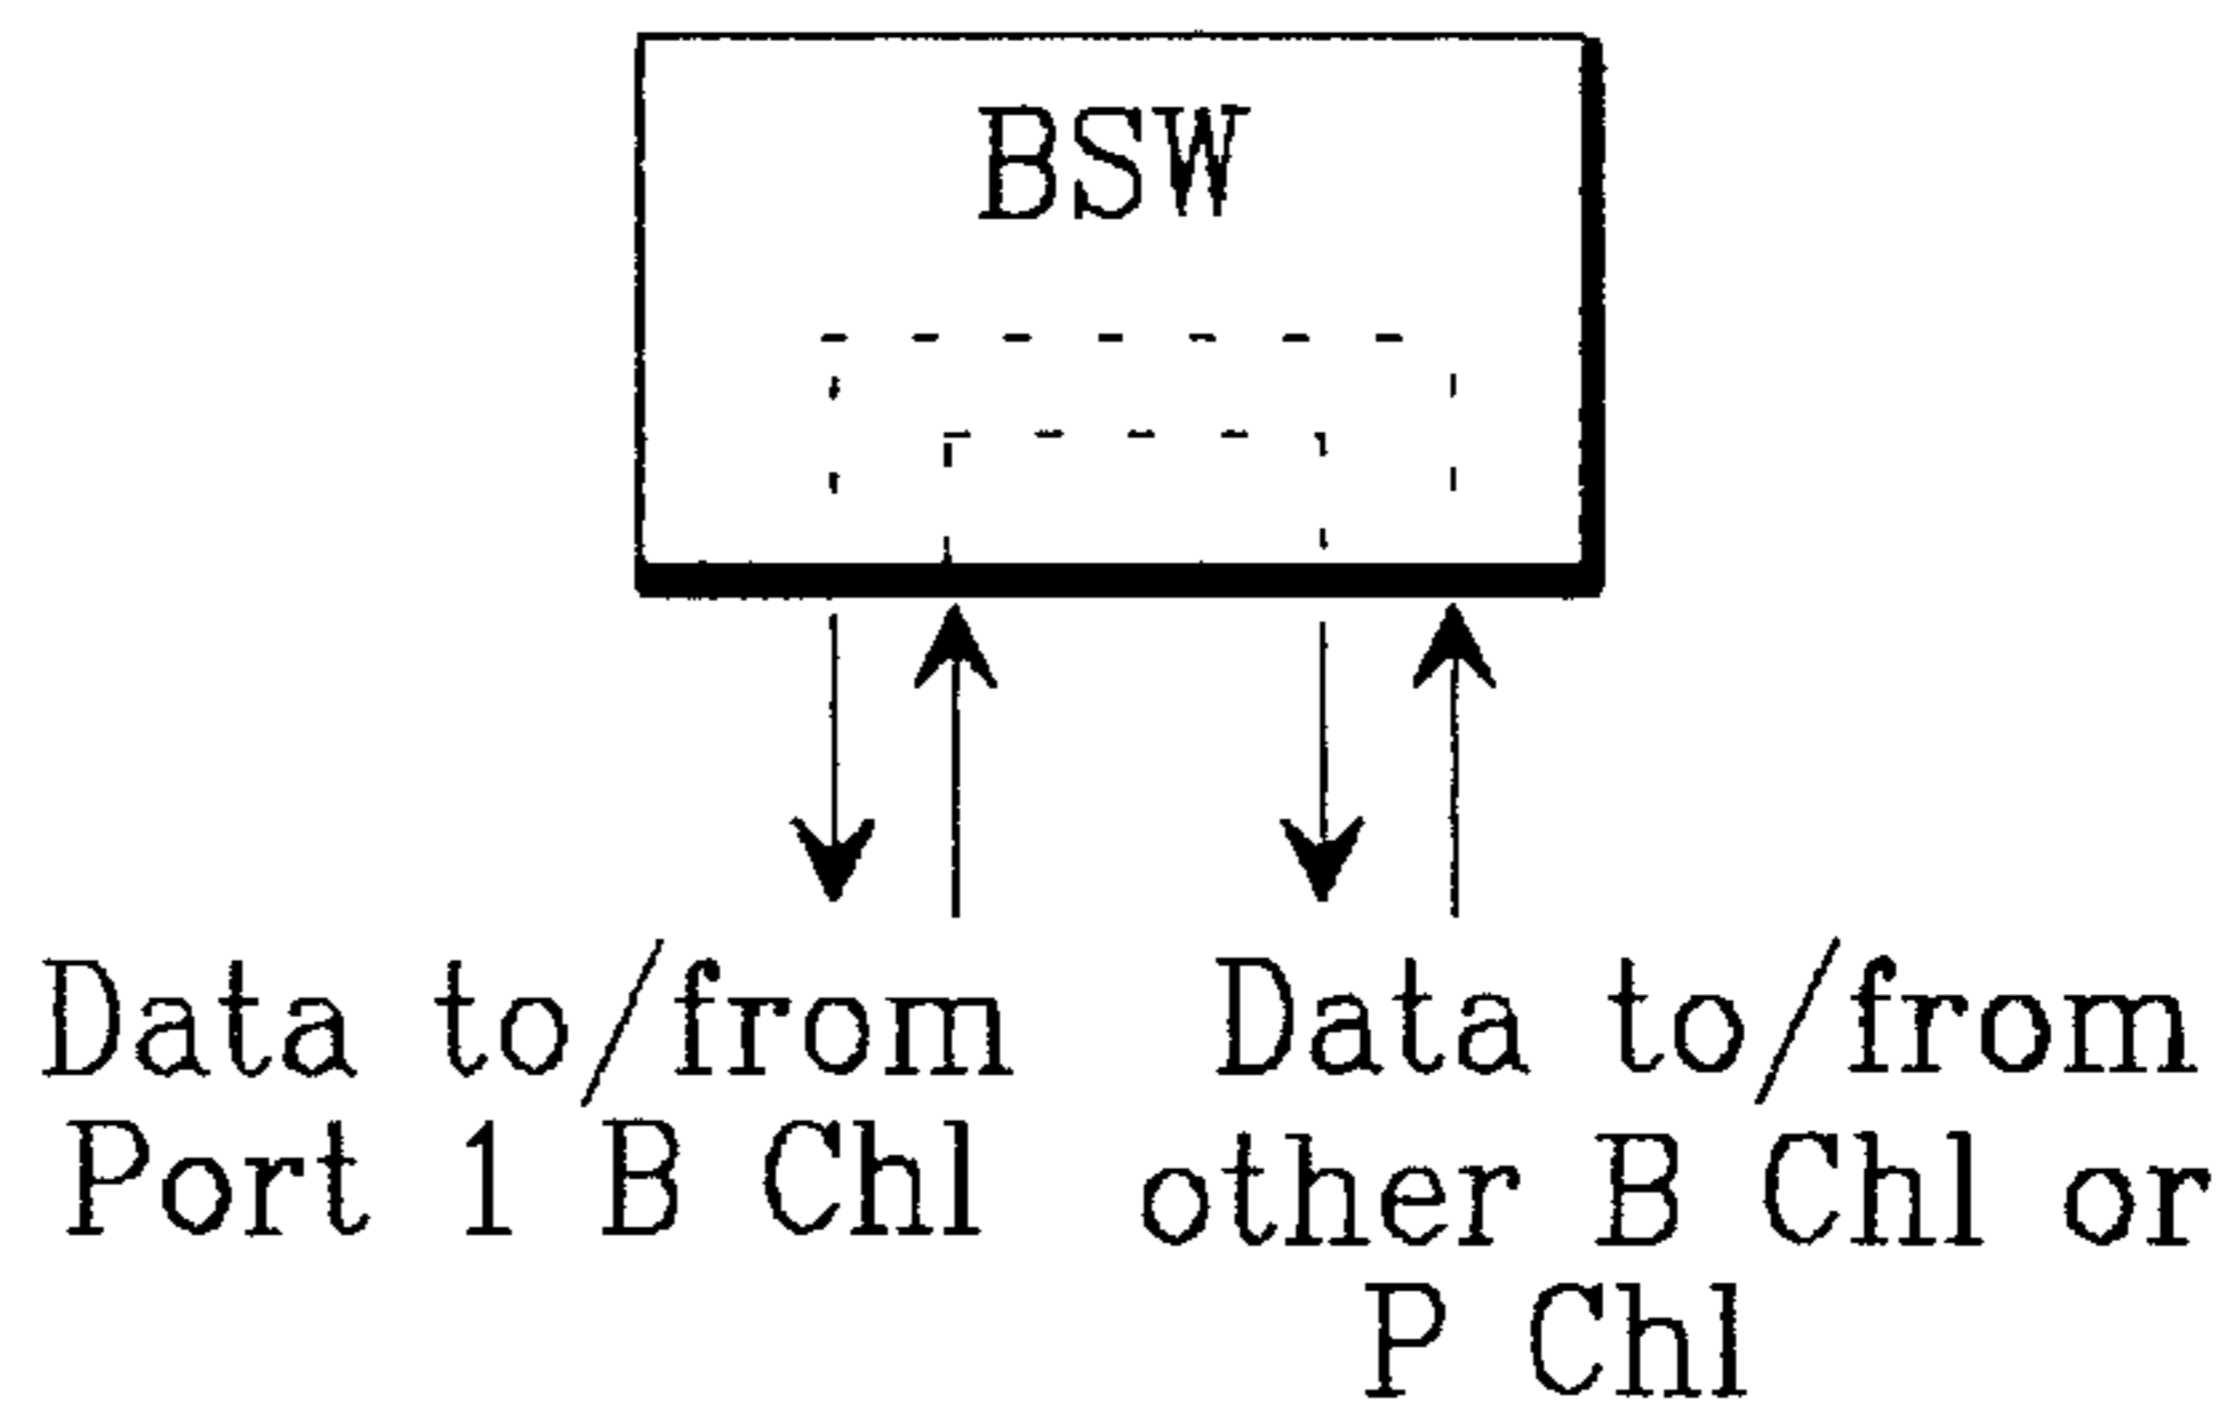 BSW
Data to/from
Port 1 B Chl
Data to/from
other B Chl or
P Chl